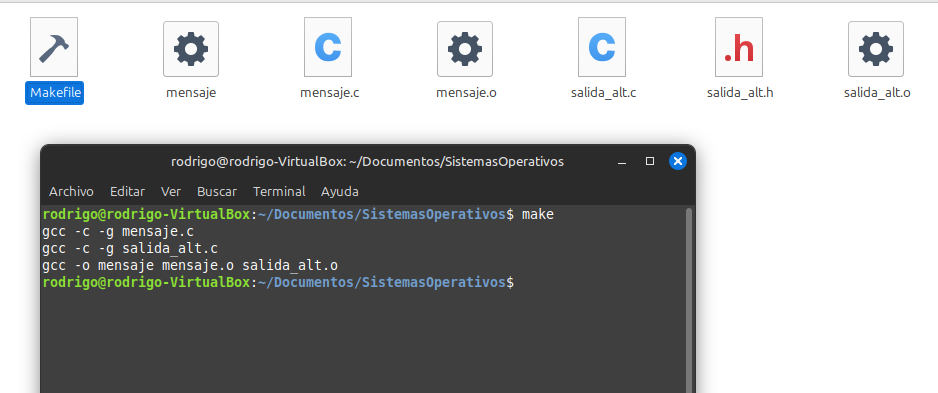 Makefile mensaje mensaje.c mensaje.o salida_alt.c salida_alt.h salida_alt.o
C C .h
rodrigo@rodrigo-VirtualBox: ~/Documentos/SistemasOperativos
Archivo Editar Ver Buscar Terminal Ayuda
rodrigo@rodrigo-VirtualBox:~/Documentos/SistemasOperativos$ make
gcc -c -g mensaje.c
gcc -c -g salida_alt.c
gcc -o mensaje mensaje.o salida_alt.o
rodrigo@rodrigo-VirtualBox:~/Documentos/SistemasOperativos$